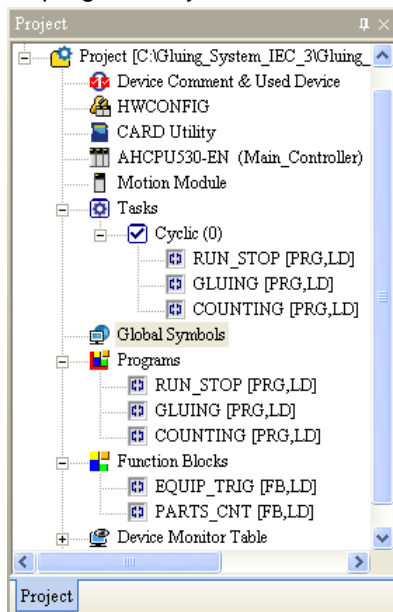 Project
Project [C:\Gluing_System_IEC_3\Gluing_
Device Comment & Used Device
HWCONFIG
CARD Utility
AHCPU530-EN (Main_Controller)
Motion Module
Tasks
Cyclic (0)
RUN_STOP [PRG,LD]
GLUING [PRG,LD]
COUNTING [PRG,LD]
Global Symbols
Programs
RUN_STOP [PRG,LD]
GLUING [PRG,LD]
COUNTING [PRG,LD]
Function Blocks
EQUIP_TRIG [FB,LD]
PARTS_CNT [FB,LD]
Device Monitor Table
Project